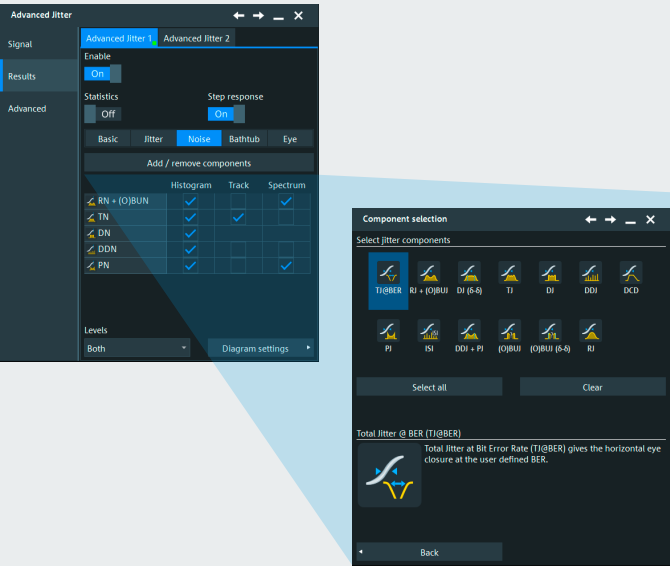 Advanced Jitter
Signal
Results
Advanced
Advanced Jitter 1 Advanced Jitter 2
Enable
On
Statistics Step response
Off On
Basic Jitter Noise Bathtub Eye
Add / remove components
Histogram Track Spectrum
RN + (O)BUN
TN
DN
DDN
PN
Levels
Both Diagram settings
Component selection
Select jitter components
TJ@BER RJ + (O)BUJ DJ (δ-δ) TJ DJ DDJ DCD
PJ ISI DDJ + PJ (O)BUJ (O)BUJ (δ-δ) RJ
Select all Clear
Total Jitter @ BER (TJ@BER)
Total Jitter at Bit Error Rate (TJ@BER) gives the horizontal eye
closure at the user defined BER.
Back